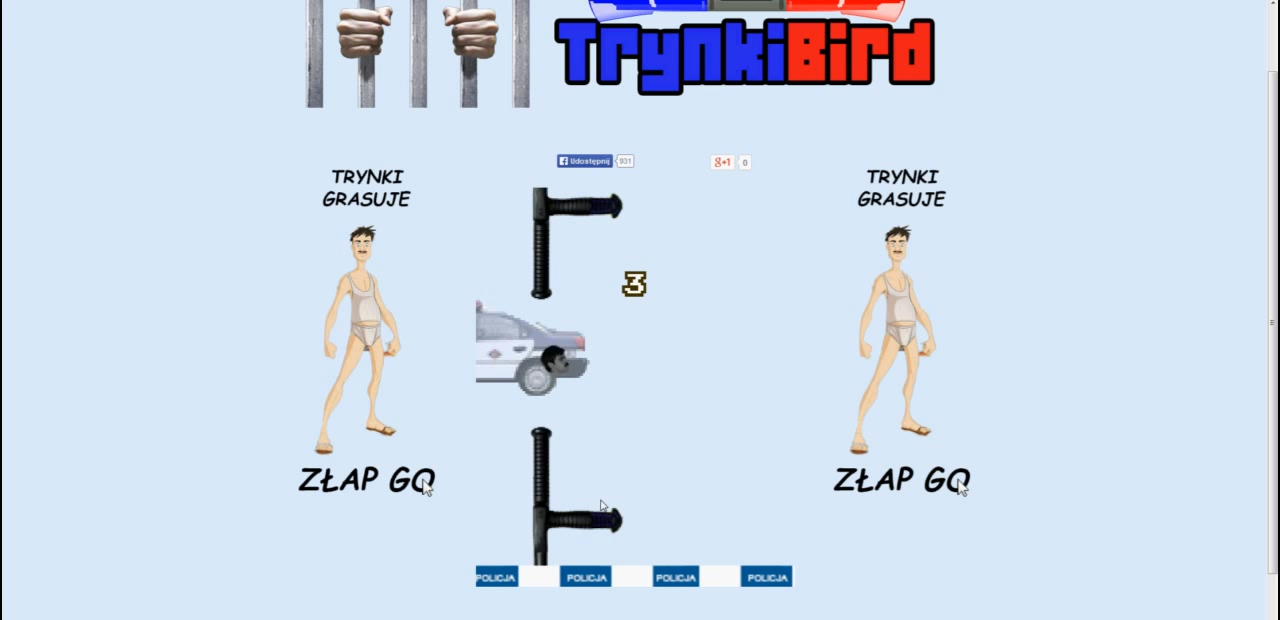 TrynkiBird
Udostępnij 931
g+1 0
TRYNKI
GRASUJE
ZŁAP GO
3
TRYNKI
GRASUJE
ZŁAP GO
POLICJA POLICJA POLICJA POLICJA